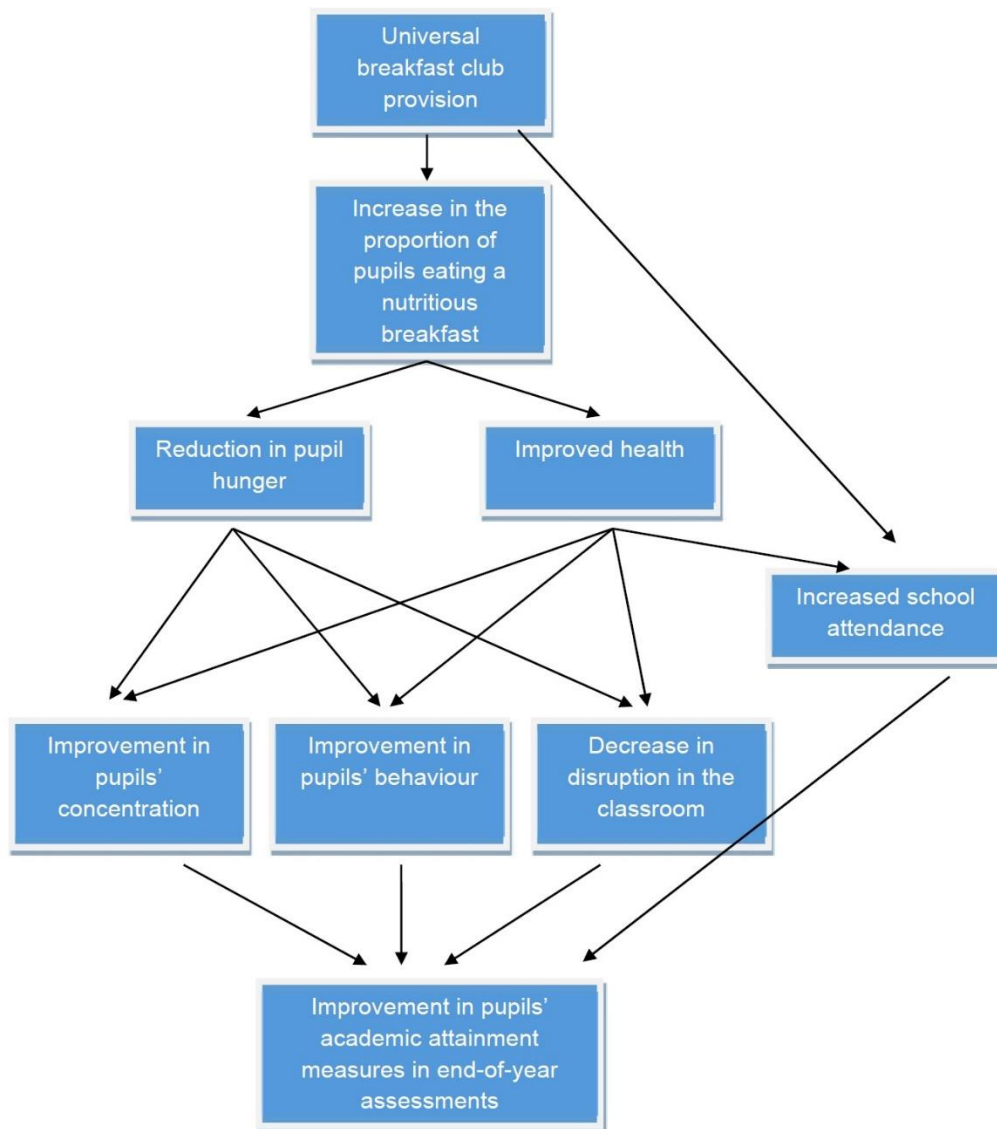 Universal
breakfast club
provision
Increase in the
proportion of
pupils eating a
nutritious
breakfast
Reduction in pupil
hunger
Improved health
Increased school
attendance
Improvement in
pupils’
concentration
Improvement in
pupils’ behaviour
Decrease in
disruption in the
classroom
Improvement in pupils’
academic attainment
measures in end-of-year
assessments